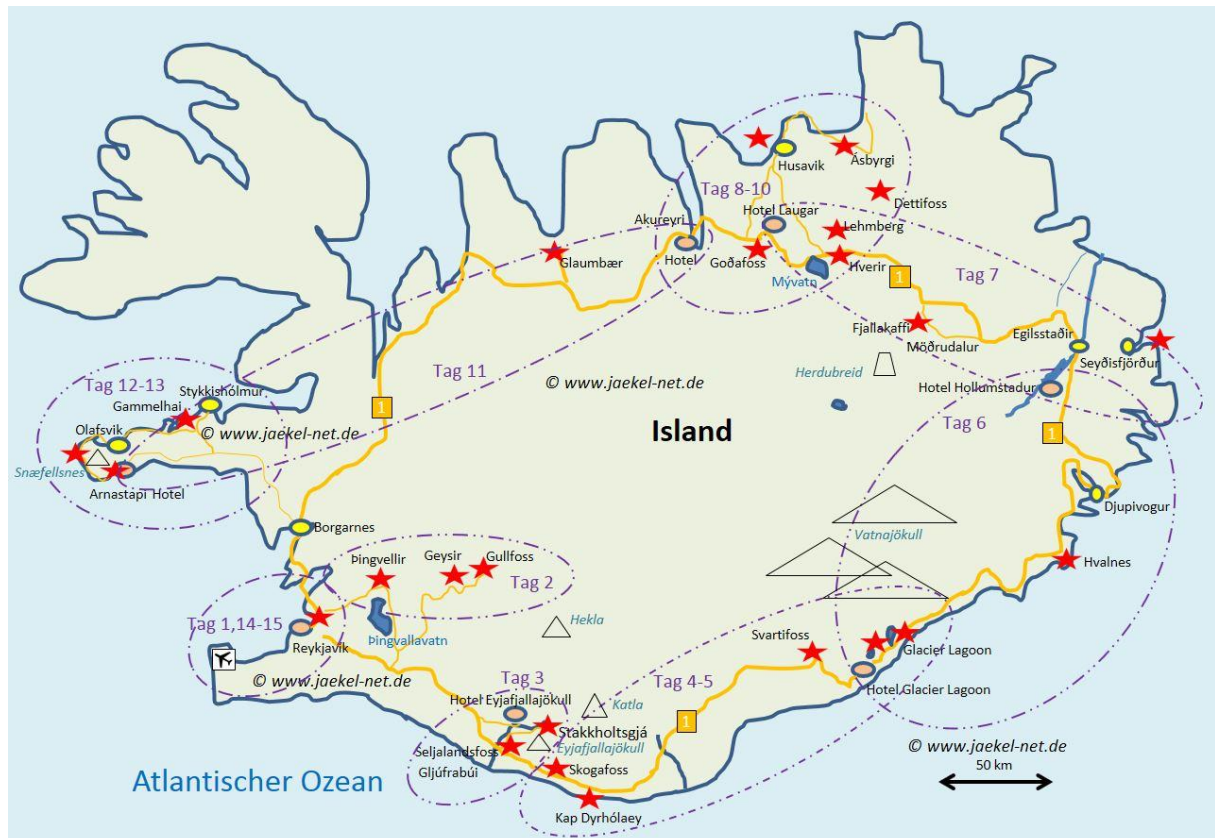 Husavik
Ásbyrgi
Tag 8-10
Dettifoss
Hotel Laugar
Akureyri
Lehmberg
Glaumbær
Hotel
Goðafoss
Hverir
Mývatn
1
Tag 7
Fjallakaffi
Möðrudalur
Egilsstaðir
Seyðisfjörður
Herdubreid
Hotel Hollumstadur
Tag 11
© www.jaekel-net.de
Tag 12-13
Stykkishólmur
Gammelhai
1
© www.jaekel-net.de
Island
Tag 6
1
Olafsvik
Snæfellsnes
Arnastapi Hotel
Djupivogur
Borgarnes
Vatnajökull
Þingvellir
Geysir
Gullfoss
Tag 2
Hvalnes
Tag 1,14-15
Reykjavík
Þingvallavatn
Hekla
Svartifoss
Glacier Lagoon
Hotel Glacier Lagoon
© www.jaekel-net.de
Tag 3
Tag 4-5
Hotel Eyjafjallajökull
Katla
1
Stakkholtsgjá
Seljalandsfoss
Eyjafjallajökull
Gljúfrabúi
Skogafoss
Kap Dyrhólaey
Atlantischer Ozean
© www.jaekel-net.de
50 km